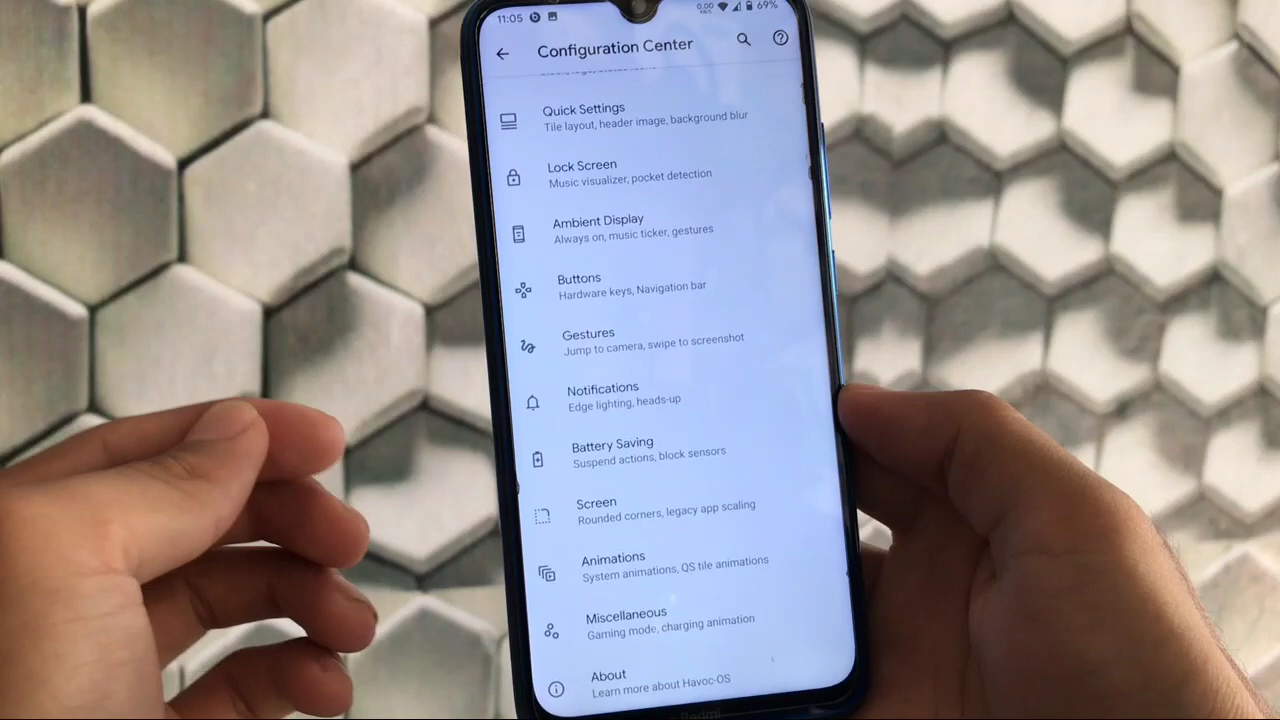 11:05 0.00 KB/S 69%
Configuration Center
Quick Settings
Tile layout, header image, background blur
Lock Screen
Music visualizer, pocket detection
Ambient Display
Always on, music ticker, gestures
Buttons
Hardware keys, Navigation bar
Gestures
Jump to camera, swipe to screenshot
Notifications
Edge lighting, heads-up
Battery Saving
Suspend actions, block sensors
Screen
Rounded corners, legacy app scaling
Animations
System animations, QS tile animations
Miscellaneous
Gaming mode, charging animation
About
Learn more about Havoc-OS
Redmi